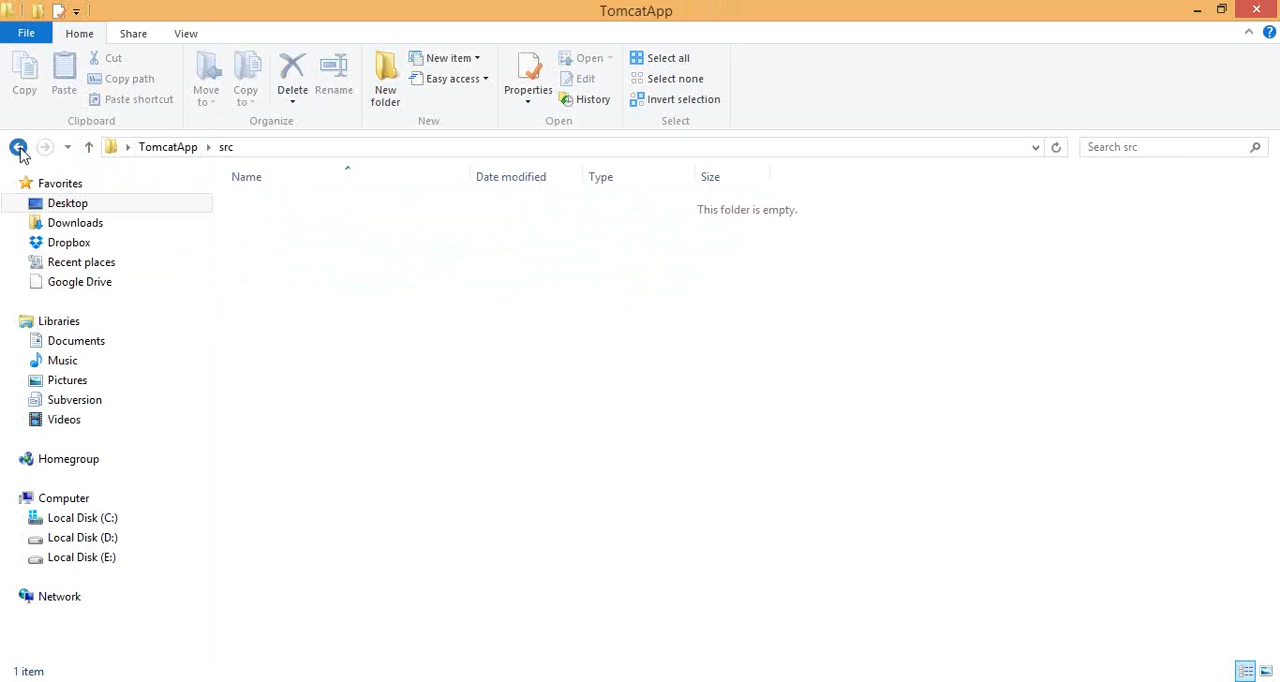 TomcatApp
File Home Share View
Copy
Paste
Cut
Copy path
Paste shortcut
Clipboard
Move to
Copy to
Delete
Rename
Organize
New folder
New item
Easy access
New
Properties
Open
Edit
History
Open
Select all
Select none
Invert selection
Select
TomcatApp src
Search src
Name Date modified Type Size
This folder is empty.
Favorites
Desktop
Downloads
Dropbox
Recent places
Google Drive
Libraries
Documents
Music
Pictures
Subversion
Videos
Homegroup
Computer
Local Disk (C:)
Local Disk (D:)
Local Disk (E:)
Network
1 item